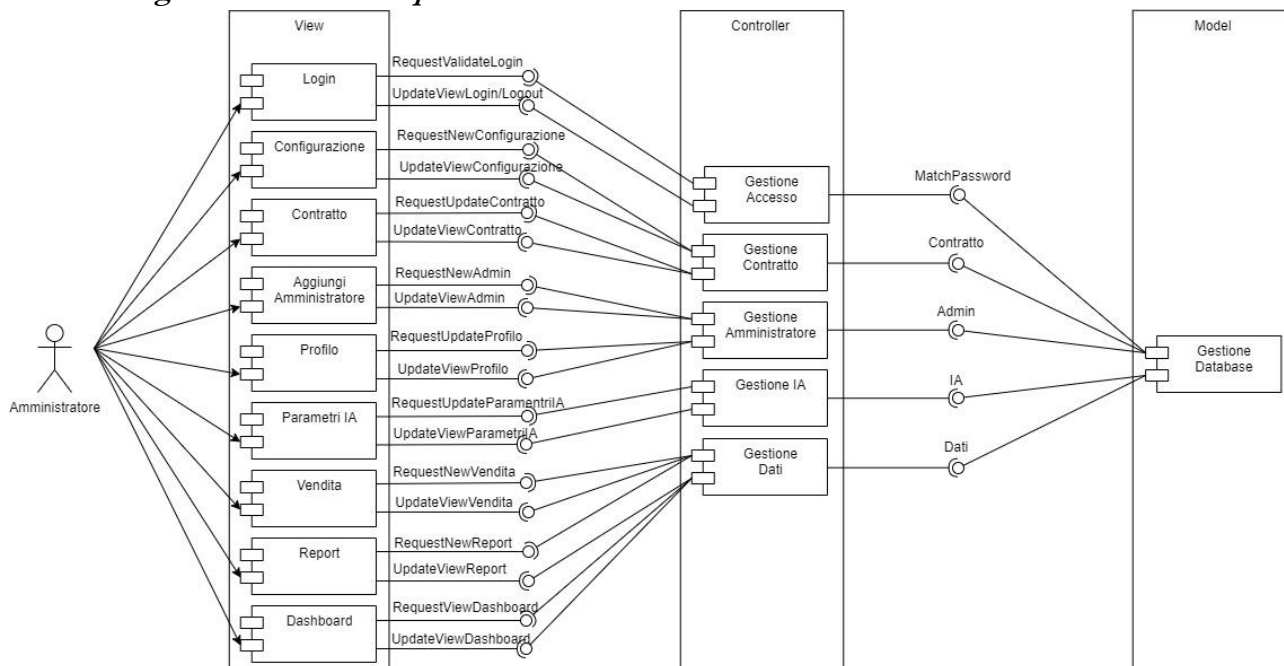 View
Controller
Model
Login
RequestValidateLogin
UpdateViewLogin/Logout
Configurazione
RequestNewConfigurazione
UpdateViewConfigurazione
Contratto
RequestUpdateContratto
UpdateViewContratto
Aggiungi
Amministratore
RequestNewAdmin
UpdateViewAdmin
Profilo
RequestUpdateProfilo
UpdateViewProfilo
Parametri IA
RequestUpdateParamentriIA
UpdateViewParametriIA
Vendita
RequestNewVendita
UpdateViewVendita
Report
RequestNewReport
UpdateViewReport
Dashboard
RequestViewDashboard
UpdateViewDashboard
Amministratore
Gestione
Accesso
Gestione
Contratto
Gestione
Amministratore
Gestione IA
Gestione
Dati
MatchPassword
Contratto
Admin
IA
Dati
Gestione
Database